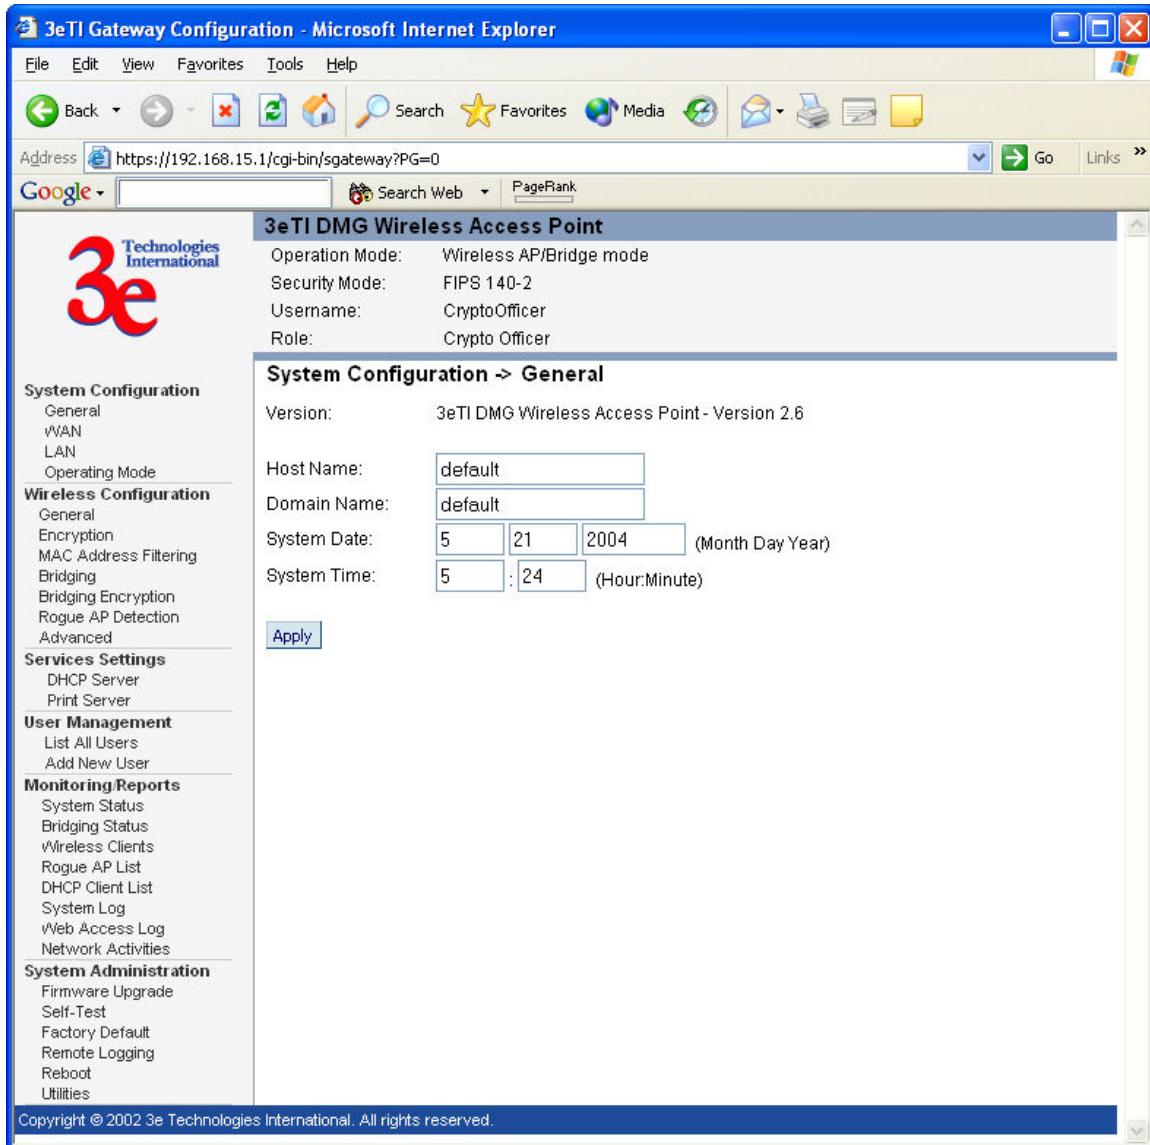 3eTI Gateway Configuration - Microsoft Internet Explorer
File Edit View Favorites Tools Help
Back Search Favorites Media
Address https://192.168.15.1/cgi-bin/sgateway?PG=0 Go Links »
Google Search Web PageRank
3e Technologies International
3eTI DMG Wireless Access Point
Operation Mode: Wireless AP/Bridge mode
Security Mode: FIPS 140-2
Username: CryptoOfficer
Role: Crypto Officer
System Configuration
General
WAN
LAN
Operating Mode
Wireless Configuration
General
Encryption
MAC Address Filtering
Bridging
Bridging Encryption
Rogue AP Detection
Advanced
Services Settings
DHCP Server
Print Server
User Management
List All Users
Add New User
Monitoring/Reports
System Status
Bridging Status
Wireless Clients
Rogue AP List
DHCP Client List
System Log
Web Access Log
Network Activities
System Administration
Firmware Upgrade
Self-Test
Factory Default
Remote Logging
Reboot
Utilities
System Configuration -> General
Version: 3eTI DMG Wireless Access Point - Version 2.6
Host Name: default
Domain Name: default
System Date: 5 21 2004 (Month Day Year)
System Time: 5 : 24 (Hour:Minute)
Apply
Copyright © 2002 3e Technologies International. All rights reserved.